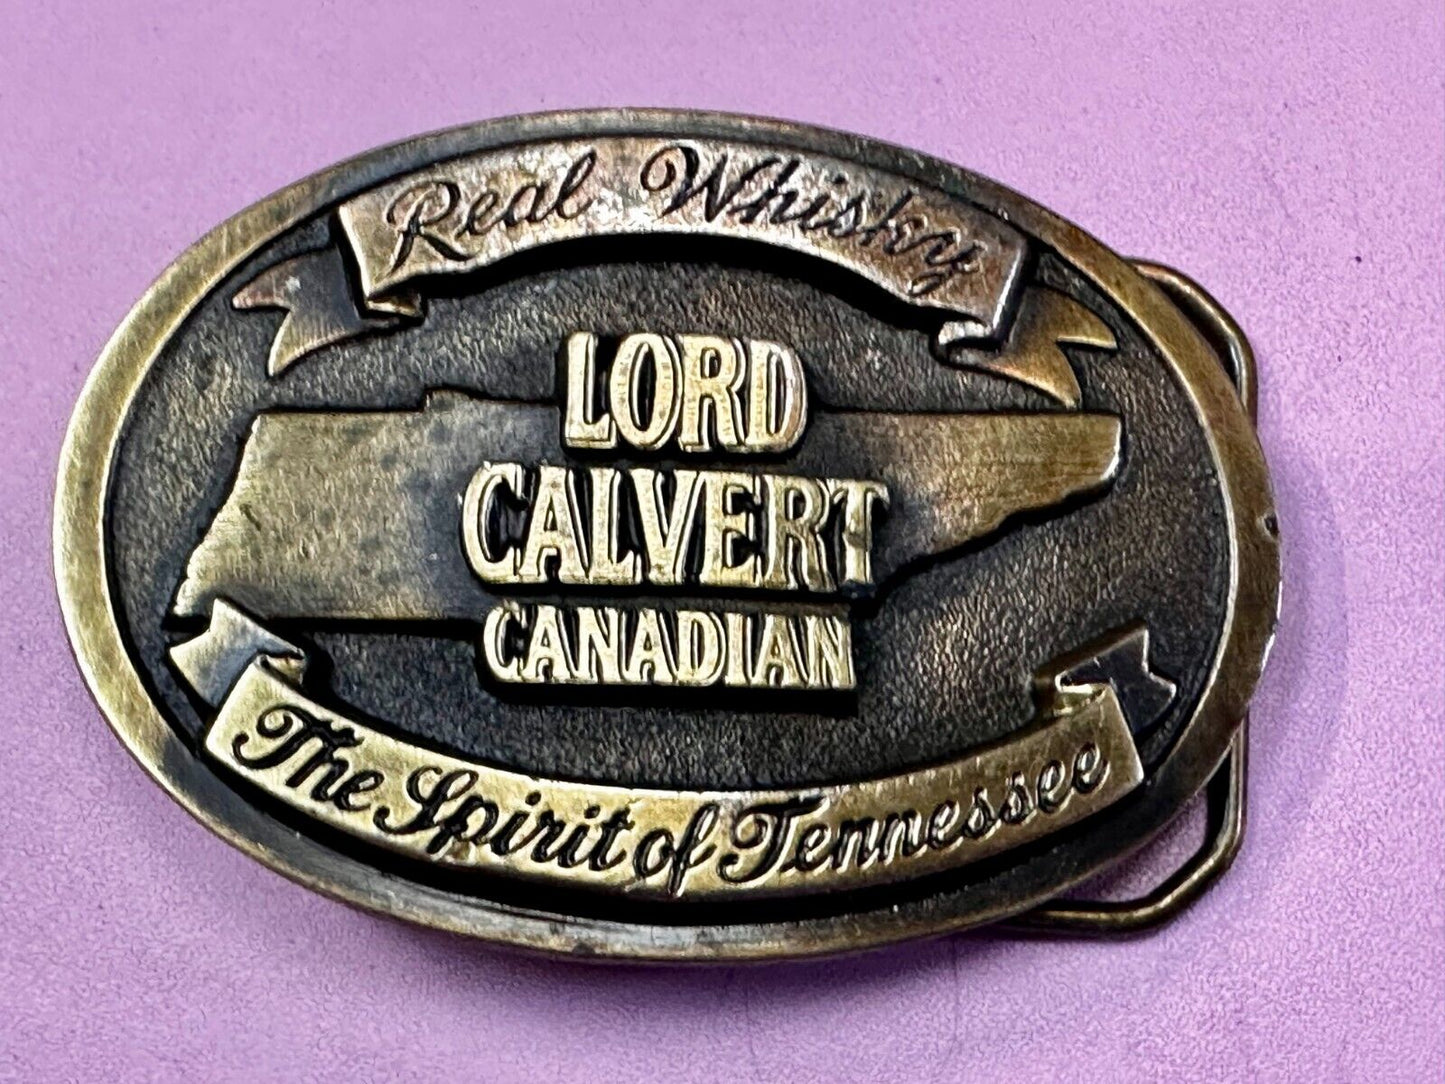 Real Whisky
LORD
CALVERT
CANADIAN
The Spirit of Tennessee